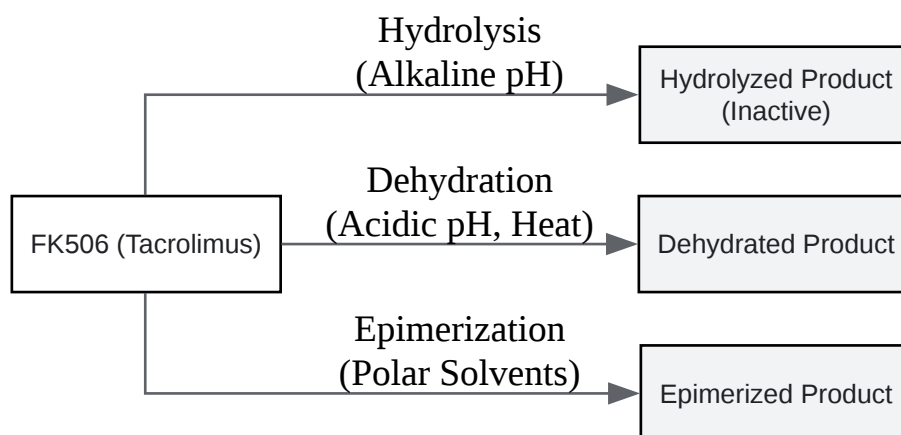 Hydrolysis
(Alkaline pH)
Hydrolyzed Product
(Inactive)
Dehydration
(Acidic pH, Heat)
FK506 (Tacrolimus)
Dehydrated Product
Epimerization
(Polar Solvents)
Epimerized Product